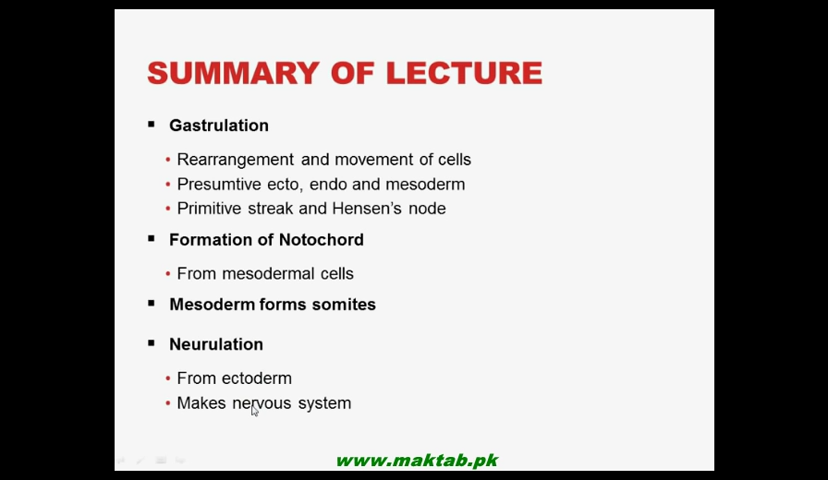 SUMMARY OF LECTURE
▪ Gastrulation
• Rearrangement and movement of cells
• Presumtive ecto, endo and mesoderm
• Primitive streak and Hensen's node
▪ Formation of Notochord
• From mesodermal cells
▪ Mesoderm forms somites
▪ Neurulation
• From ectoderm
• Makes nervous system
www.maktab.pk